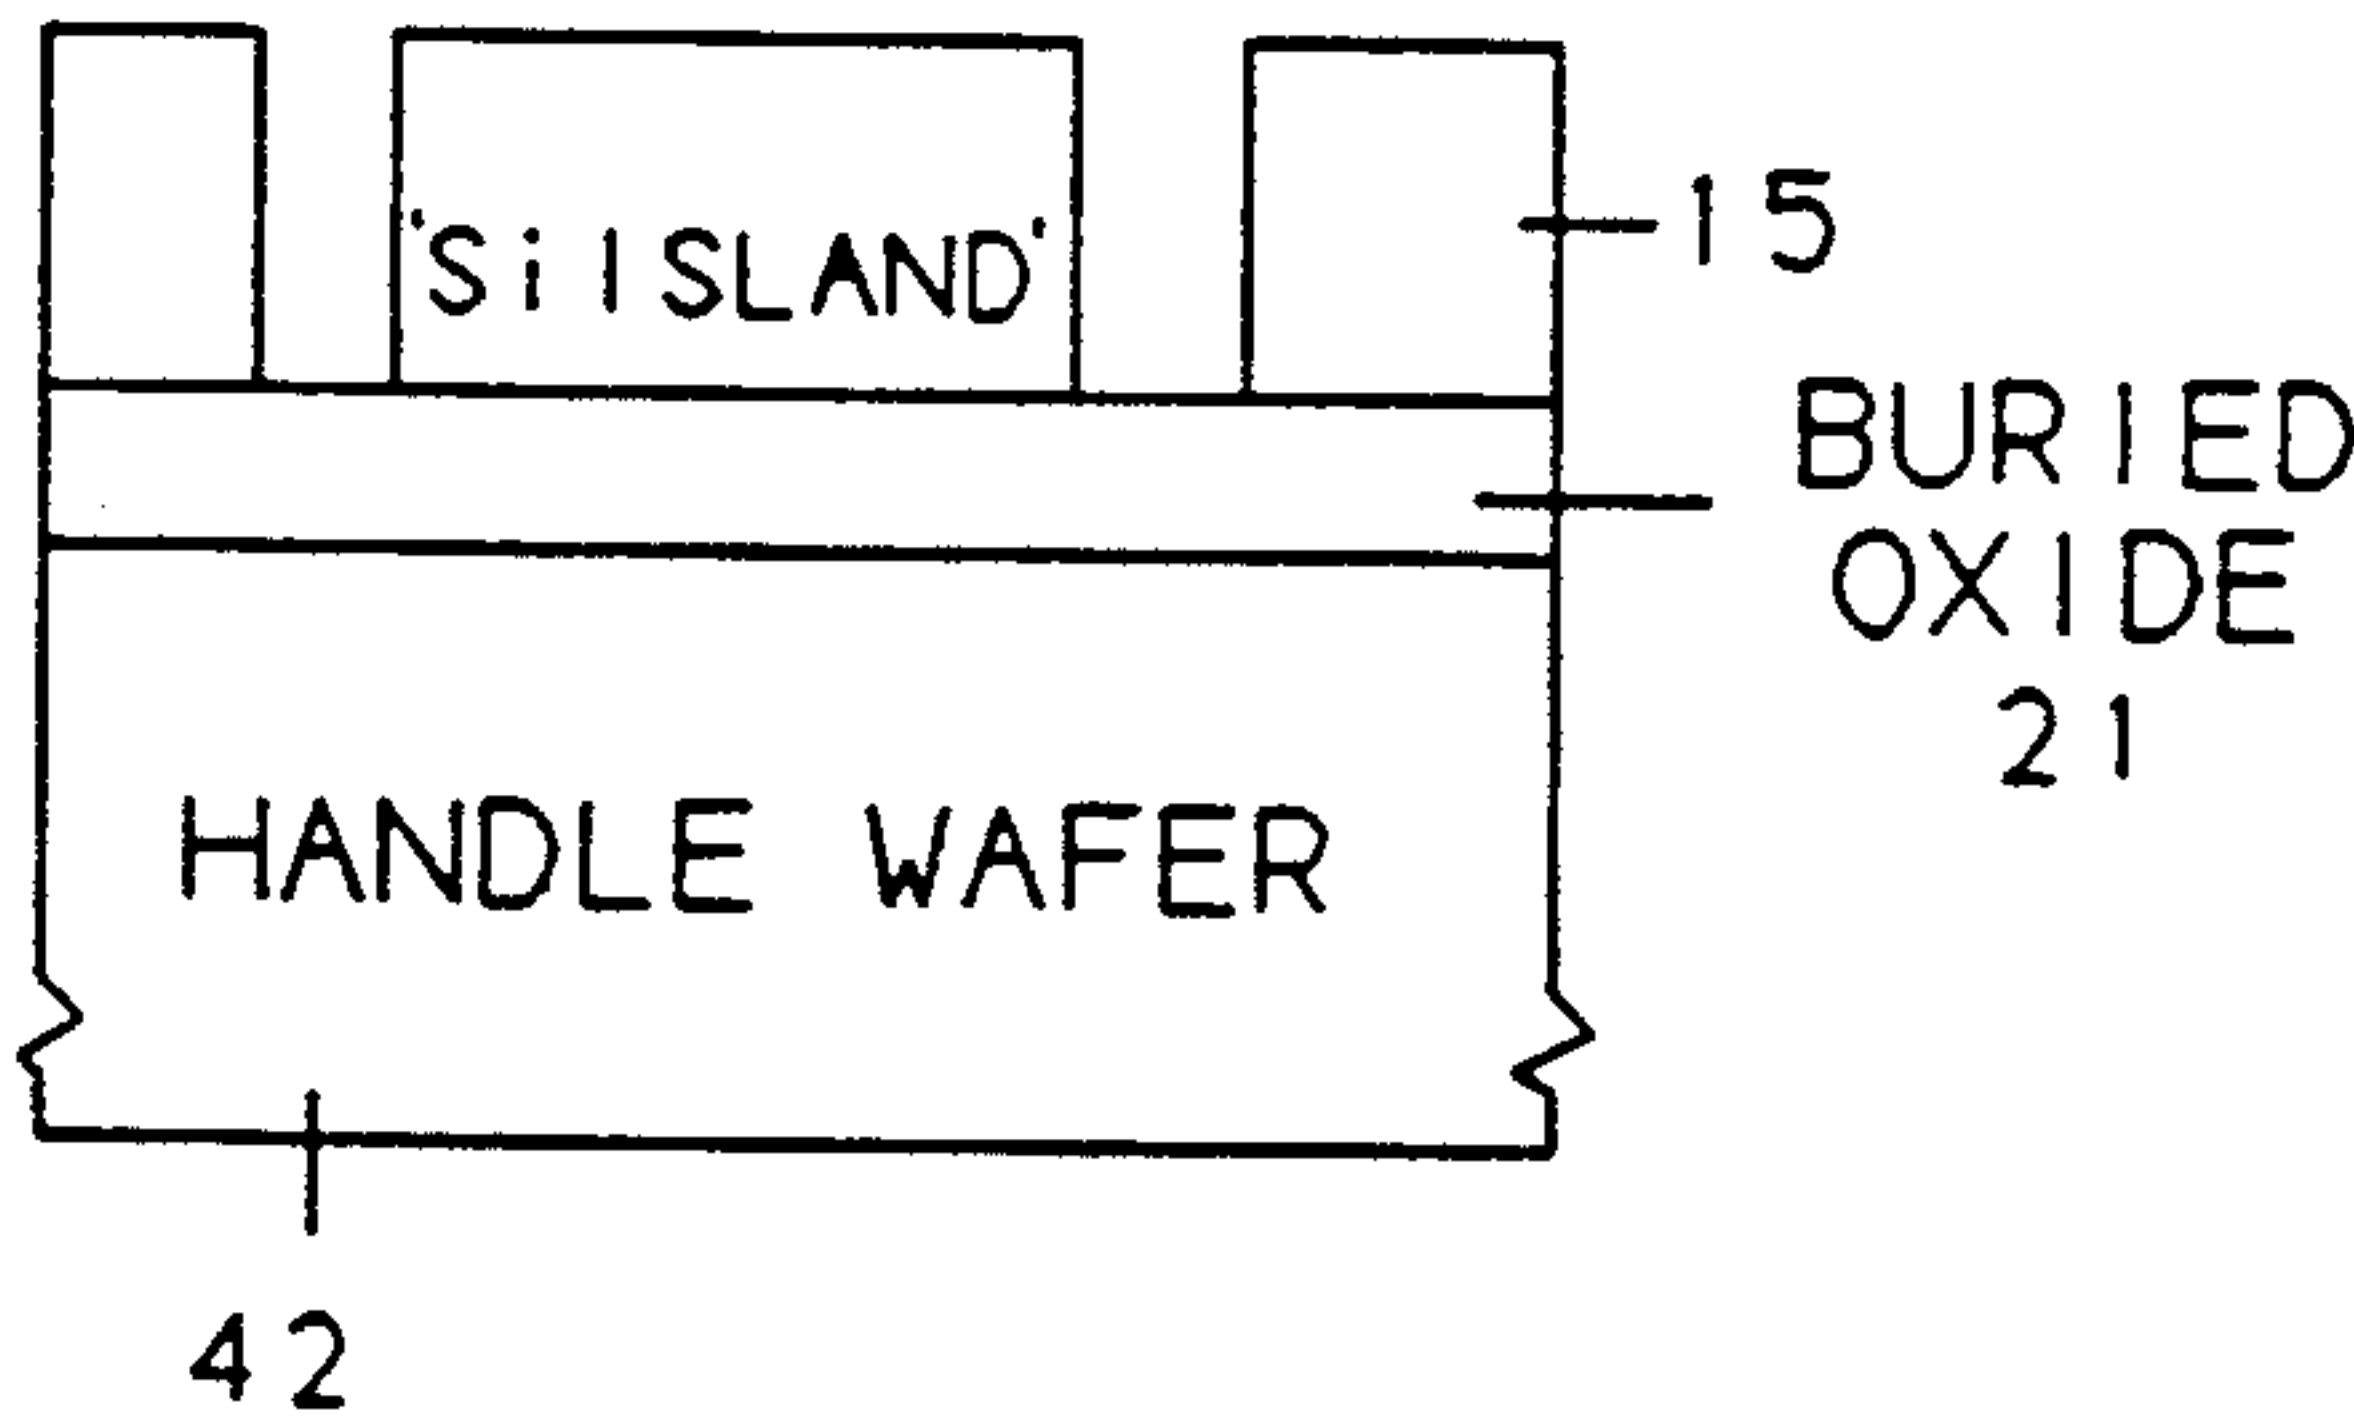 'Si ISLAND'
15
BURIED
OXIDE
21
HANDLE WAFER
42